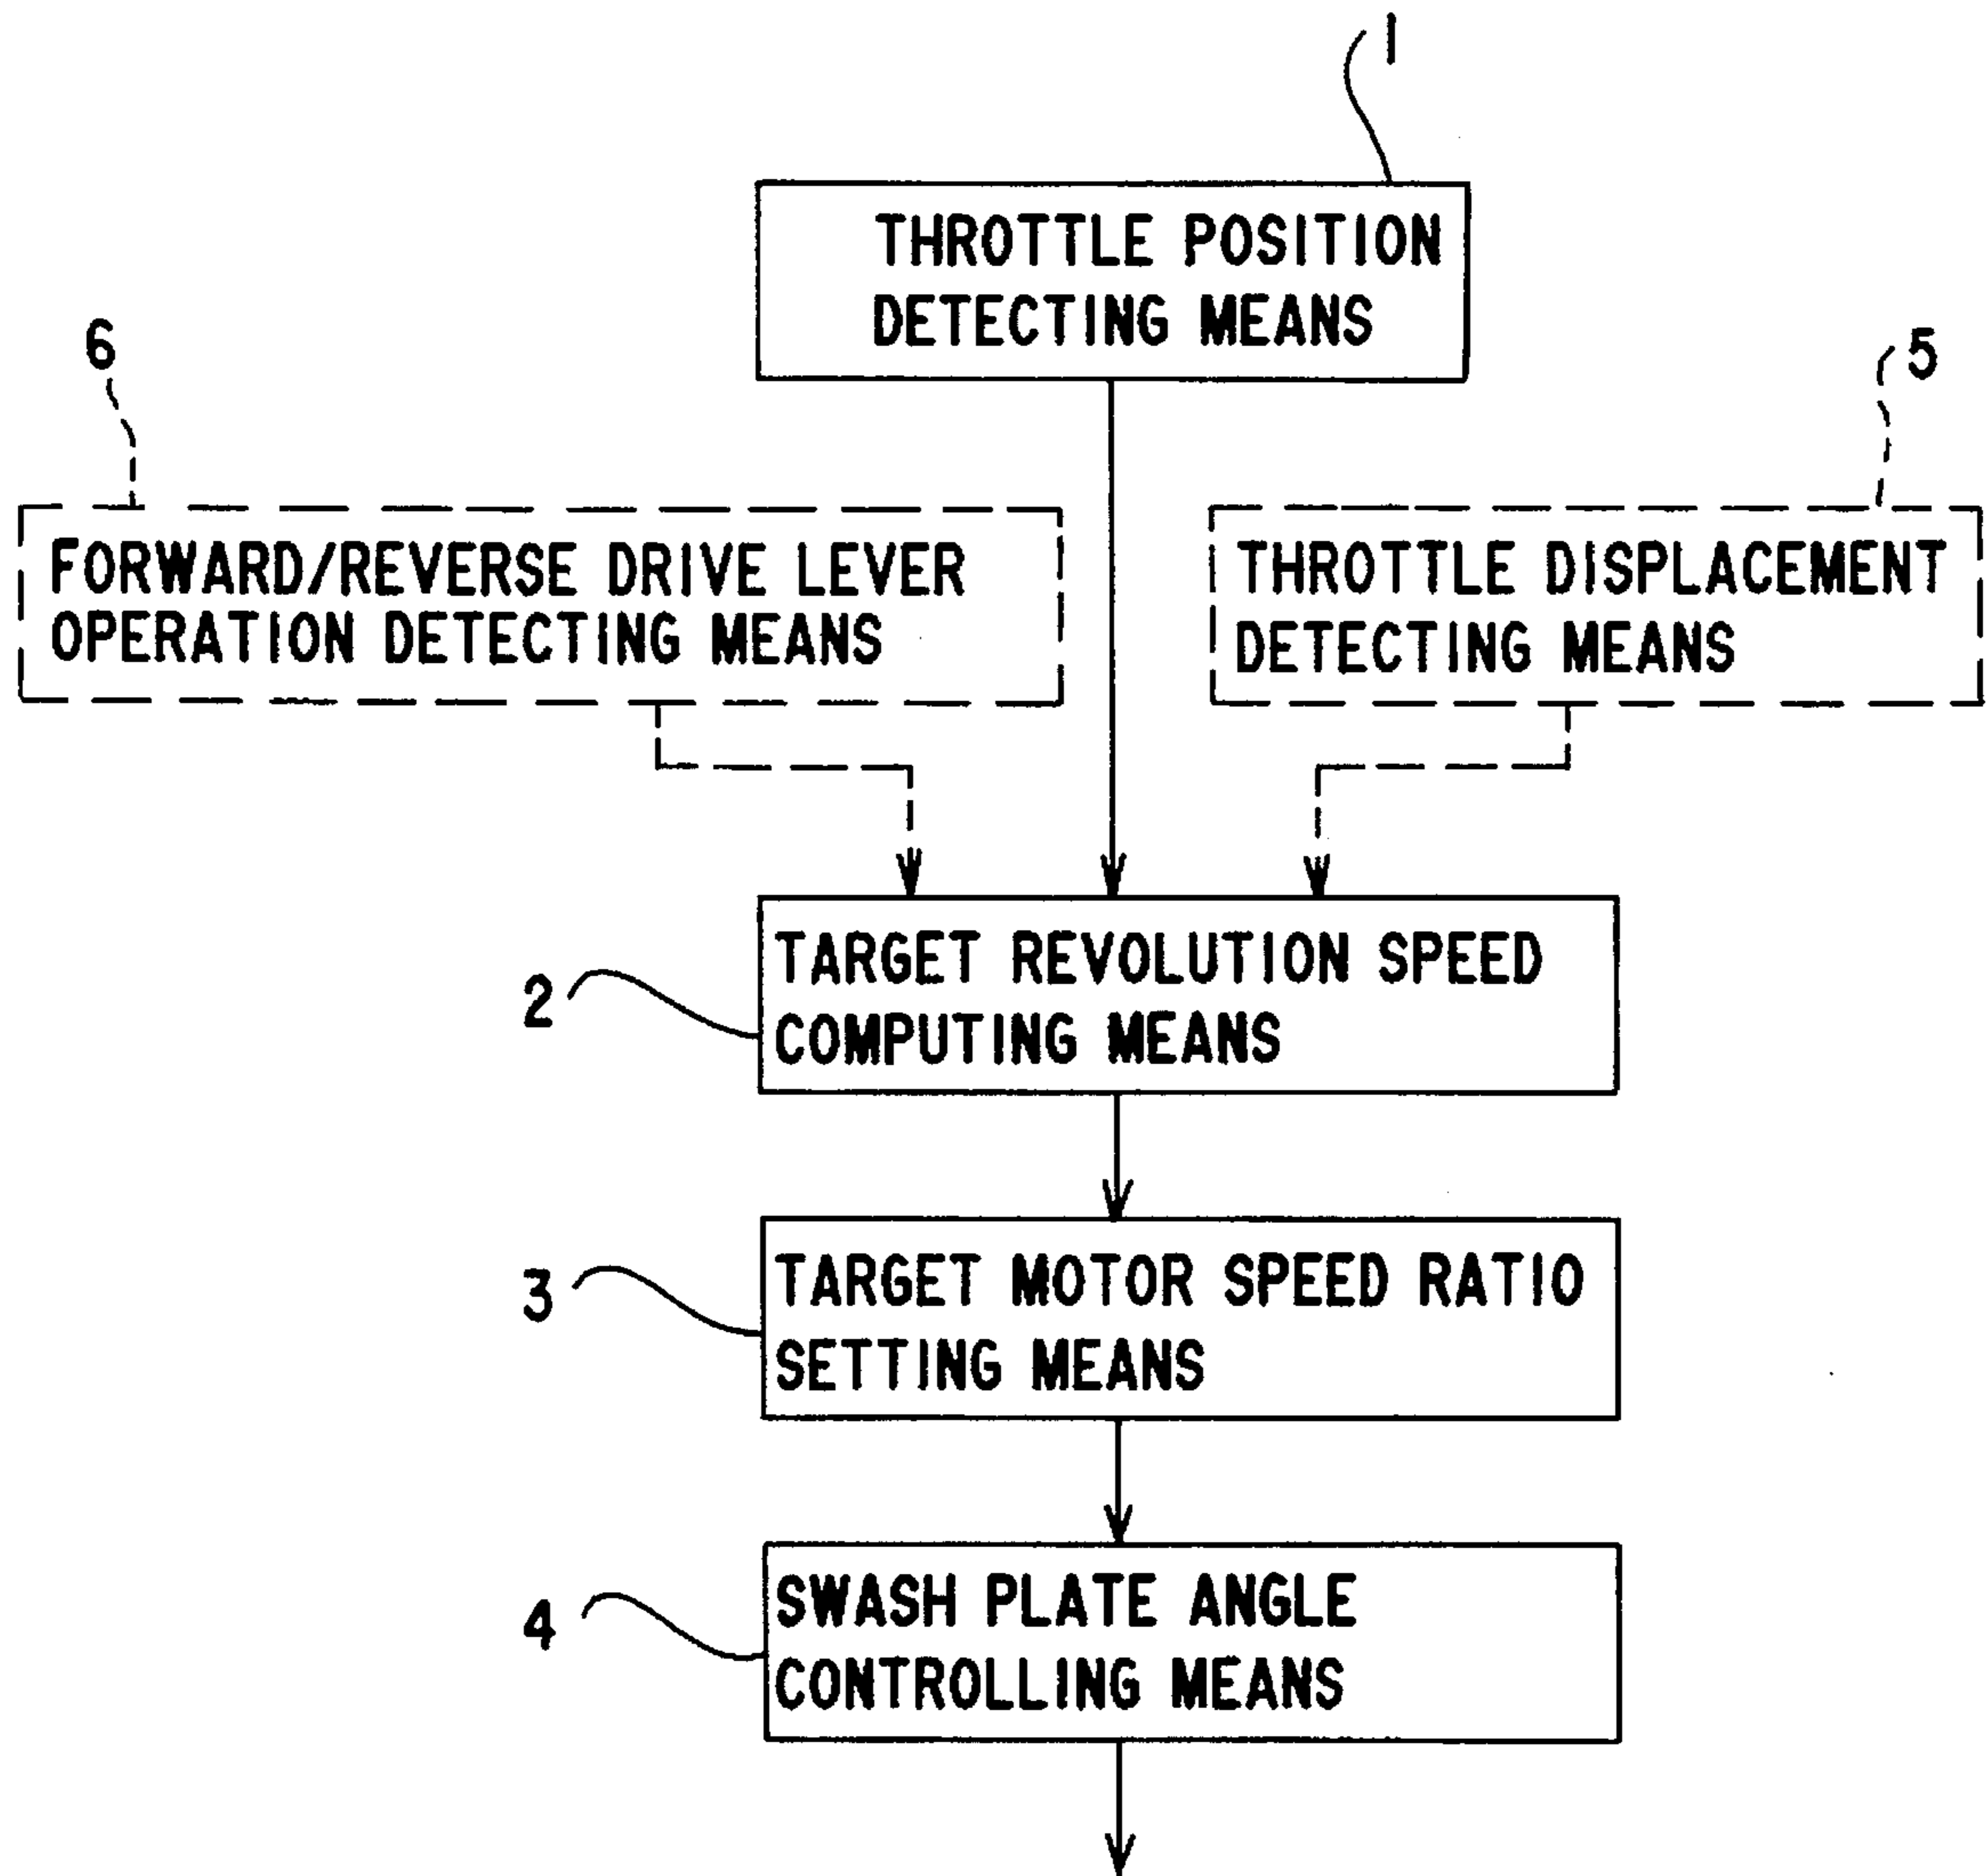 1
THROTTLE POSITION
DETECTING MEANS
6
5
FORWARD/REVERSE DRIVE LEVER
OPERATION DETECTING MEANS
THROTTLE DISPLACEMENT
DETECTING MEANS
2
TARGET REVOLUTION SPEED
COMPUTING MEANS
3
TARGET MOTOR SPEED RATIO
SETTING MEANS
4
SWASH PLATE ANGLE
CONTROLLING MEANS